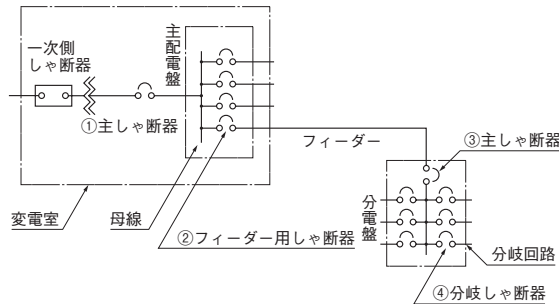 一次側
しゃ断器
主配電盤
①主しゃ断器
フィーダー
③主しゃ断器
変電室
母線
②フィーダー用しゃ断器
分電盤
分岐回路
④分岐しゃ断器